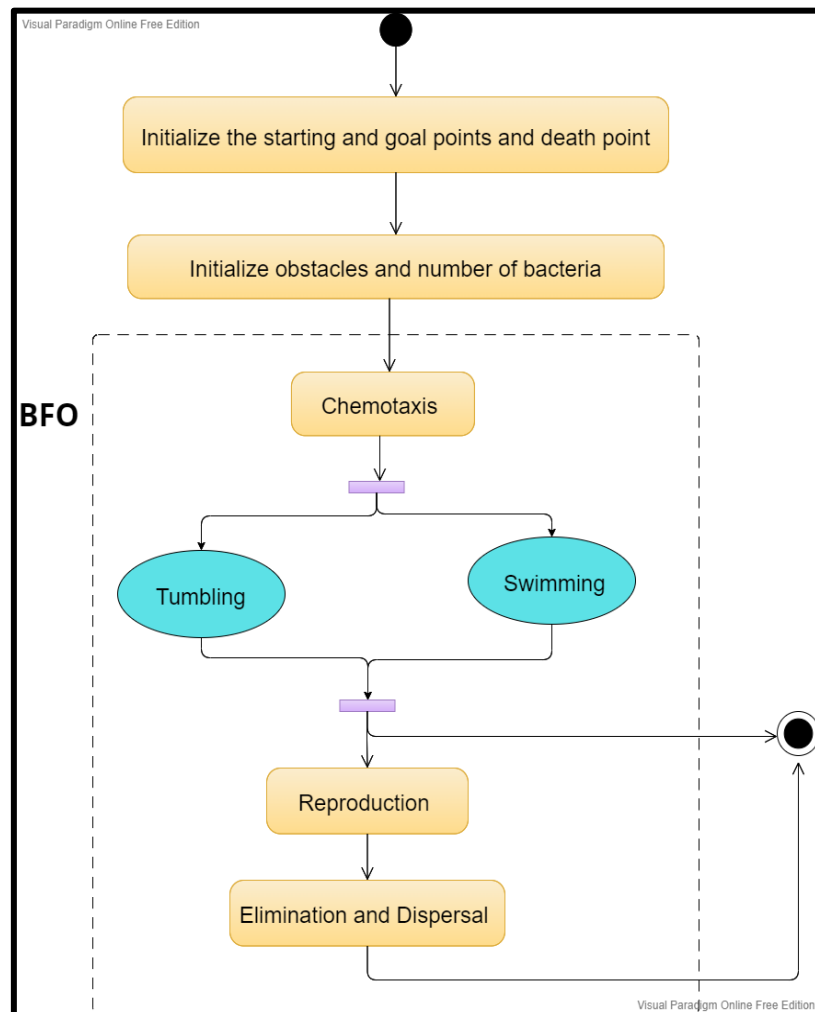 Visual Paradigm Online Free Edition
Initialize the starting and goal points and death point
Initialize obstacles and number of bacteria
Chemotaxis
BFO
Tumbling
Swimming
Reproduction
Elimination and Dispersal
Visual Paradigm Online Free Edition